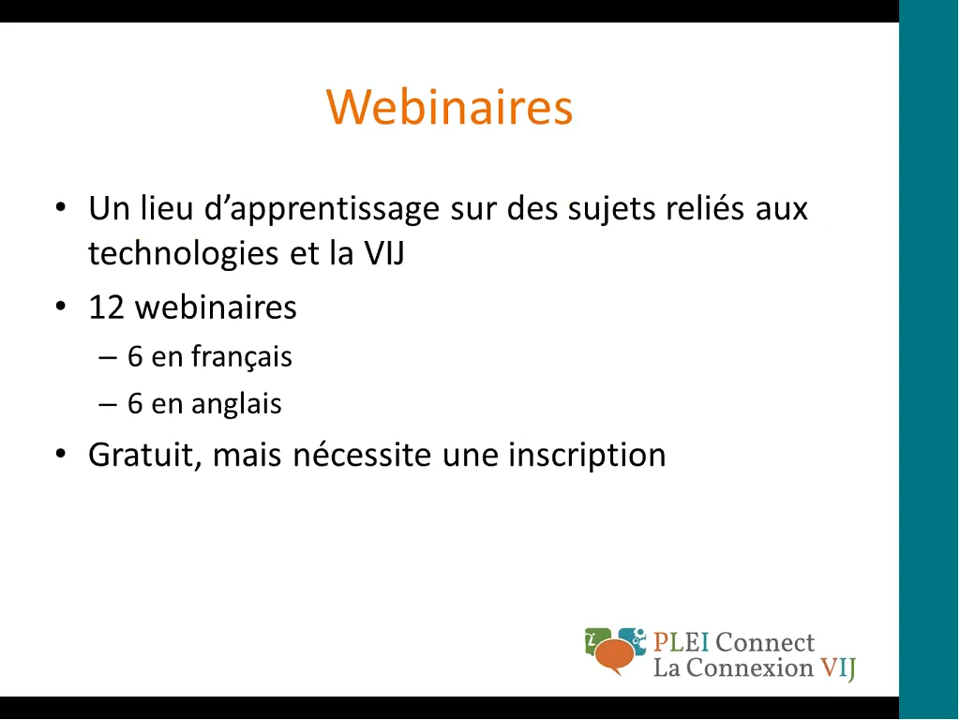 Webinaires
• Un lieu d’apprentissage sur des sujets reliés aux
technologies et la VIJ
• 12 webinaires
– 6 en français
– 6 en anglais
• Gratuit, mais nécessite une inscription
PLEI Connect
La Connexion VIJ